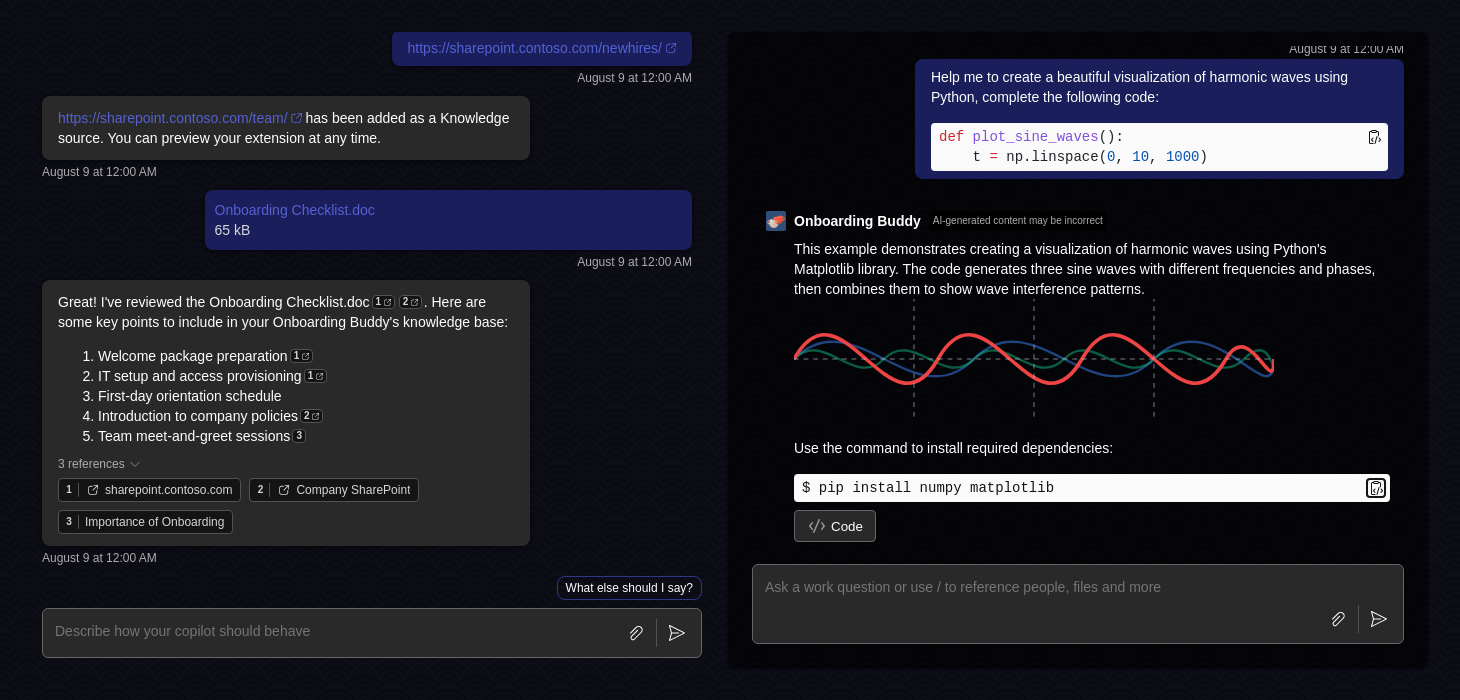 https://sharepoint.contoso.com/newhires/
August 9 at 12:00 AM
https://sharepoint.contoso.com/team/ has been added as a Knowledge
source. You can preview your extension at any time.
August 9 at 12:00 AM
Onboarding Checklist.doc
65 kB
August 9 at 12:00 AM
Great! I've reviewed the Onboarding Checklist.doc 1 2 . Here are
some key points to include in your Onboarding Buddy's knowledge base:
1. Welcome package preparation 1
2. IT setup and access provisioning 1
3. First-day orientation schedule
4. Introduction to company policies 2
5. Team meet-and-greet sessions 3
3 references
1 sharepoint.contoso.com 2 Company SharePoint
3 Importance of Onboarding
August 9 at 12:00 AM
What else should I say?
Describe how your copilot should behave
August 9 at 12:00 AM
Help me to create a beautiful visualization of harmonic waves using
Python, complete the following code:
def plot_sine_waves():
    t = np.linspace(0, 10, 1000)
Onboarding Buddy AI-generated content may be incorrect
This example demonstrates creating a visualization of harmonic waves using Python's
Matplotlib library. The code generates three sine waves with different frequencies and phases,
then combines them to show wave interference patterns.
Use the command to install required dependencies:
$ pip install numpy matplotlib
Code
Ask a work question or use / to reference people, files and more